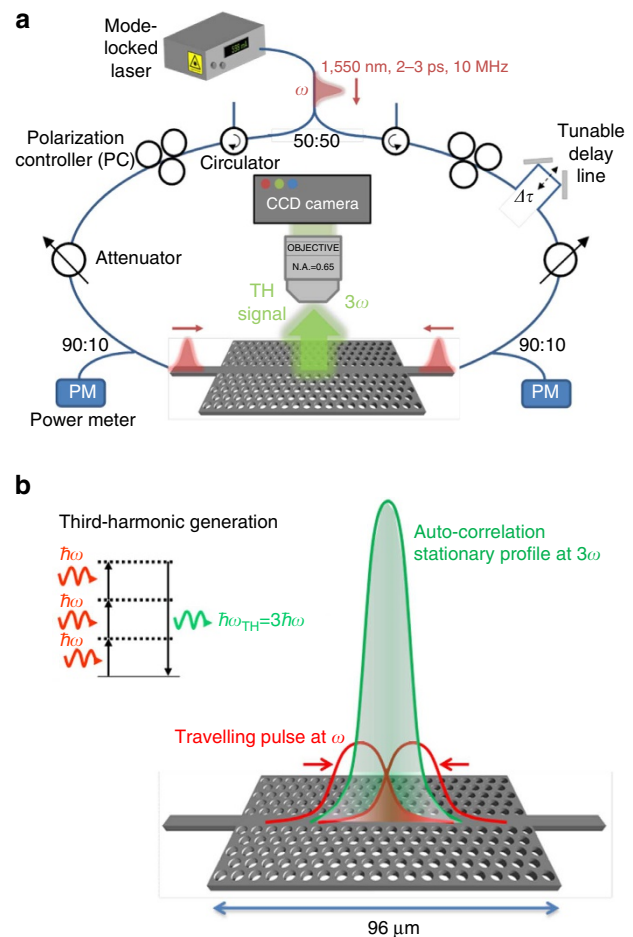 a
Mode-
locked
laser
1,550 nm, 2–3 ps, 10 MHz
ω
50:50
Polarization
controller (PC)
Circulator
Tunable
delay
line
Δτ
CCD camera
OBJECTIVE
N.A.=0.65
Attenuator
TH
signal
3ω
90:10
90:10
PM
PM
Power meter
b
Third-harmonic generation
ħω
ħω
ħω
ħωTH=3ħω
Auto-correlation
stationary profile at 3ω
Travelling pulse at ω
96 μm